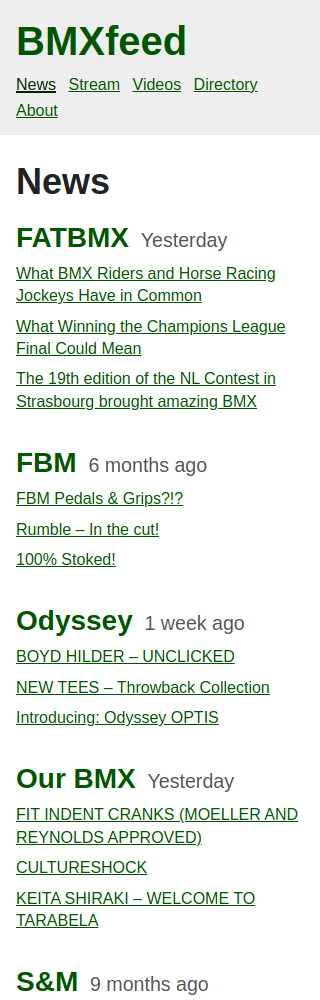 BMXfeed
News Stream Videos Directory
About
News
FATBMX Yesterday
What BMX Riders and Horse Racing
Jockeys Have in Common
What Winning the Champions League
Final Could Mean
The 19th edition of the NL Contest in
Strasbourg brought amazing BMX
FBM 6 months ago
FBM Pedals & Grips?!?
Rumble – In the cut!
100% Stoked!
Odyssey 1 week ago
BOYD HILDER – UNCLICKED
NEW TEES – Throwback Collection
Introducing: Odyssey OPTIS
Our BMX Yesterday
FIT INDENT CRANKS (MOELLER AND
REYNOLDS APPROVED)
CULTURESHOCK
KEITA SHIRAKI – WELCOME TO
TARABELA
S&M 9 months ago